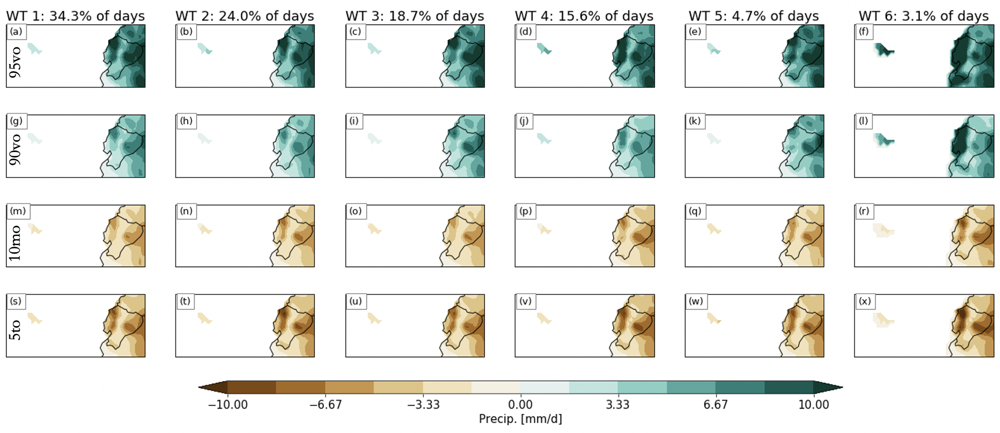 WT 1: 34.3% of days WT 2: 24.0% of days WT 3: 18.7% of days WT 4: 15.6% of days WT 5: 4.7% of days WT 6: 3.1% of days
(a) (b) (c) (d) (e) (f)
95vo
(g) (h) (i) (j) (k) (l)
90vo
(m) (n) (o) (p) (q) (r)
10mo
(s) (t) (u) (v) (w) (x)
5to
−10.00 −6.67 −3.33 0.00 3.33 6.67 10.00
Precip. [mm/d]